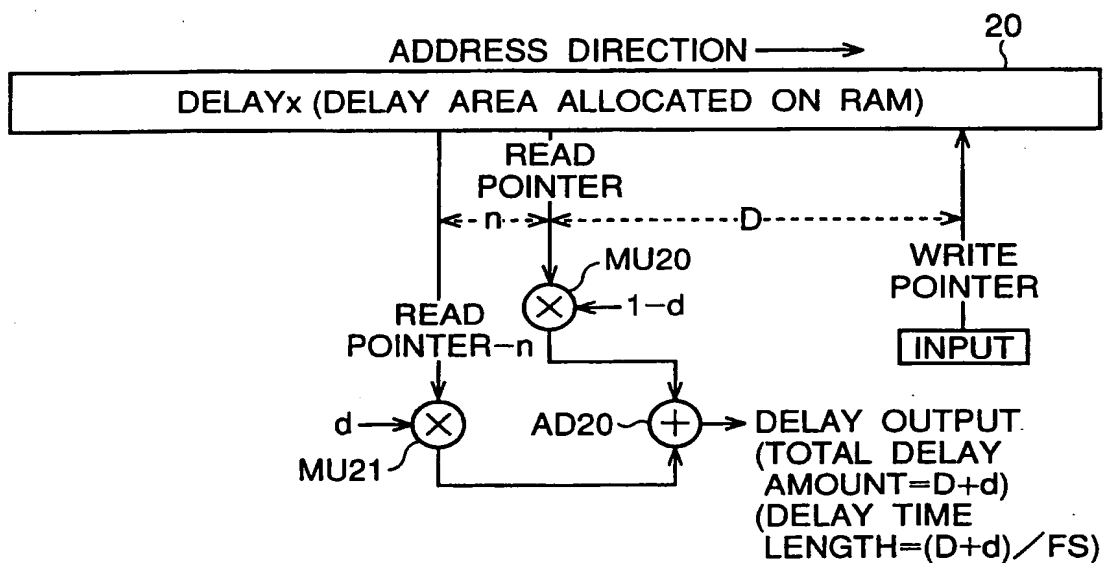 20
ADDRESS DIRECTION
DELAYx (DELAY AREA ALLOCATED ON RAM)
READ
POINTER
n
D
WRITE
POINTER
MU20
1-d
READ
POINTER-n
INPUT
d
MU21
AD20
DELAY OUTPUT
(TOTAL DELAY
AMOUNT=D+d)
(DELAY TIME
LENGTH=(D+d)/FS)